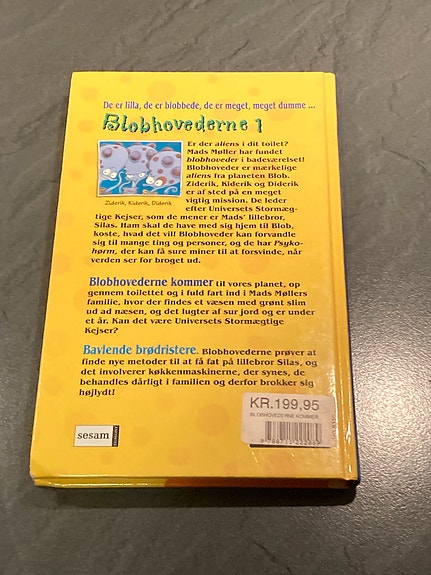 De er lilla, de er blobbede, de er meget, meget dumme ...
Blobhovederne 1
Er der aliens i dit toilet?
Mads Møller har fundet
blobhoveder i badeværelset!
Blobhoveder er mærkelige
aliens fra planeten Blob.
Ziderik, Kiderik og Diderik
er af sted på en meget
vigtig mission. De leder
efter Universets Stormæg-
tige Kejser, som de mener er Mads' lillebror,
Silas. Ham skal de have med sig hjem til Blob,
koste, hvad det vil! Blobhoveder kan forvandle
sig til mange ting og personer, og de har Psyko-
hørm, der kan få sure miner til at forsvinde, når
verden ser for broget ud.
Ziderik, Kiderik, Diderik
Blobhovederne kommer til vores planet, op
gennem toilettet og i fuld fart ind i Mads Møllers
familie, hvor der findes et væsen med grønt slim
ud ad næsen, og det lugter af sur jord og er under
et år. Kan det være Universets Stormægtige
Kejser?
Bavlende brødristere. Blobhovederne prøver at
finde nye metoder til at få fat på lillebror Silas, og
det involverer køkkenmaskinerne, der synes, de
behandles dårligt i familien og derfor brokker sig
højlydt!
sesam
KR.199,95
BLOBHOVEDERNE KOMMER